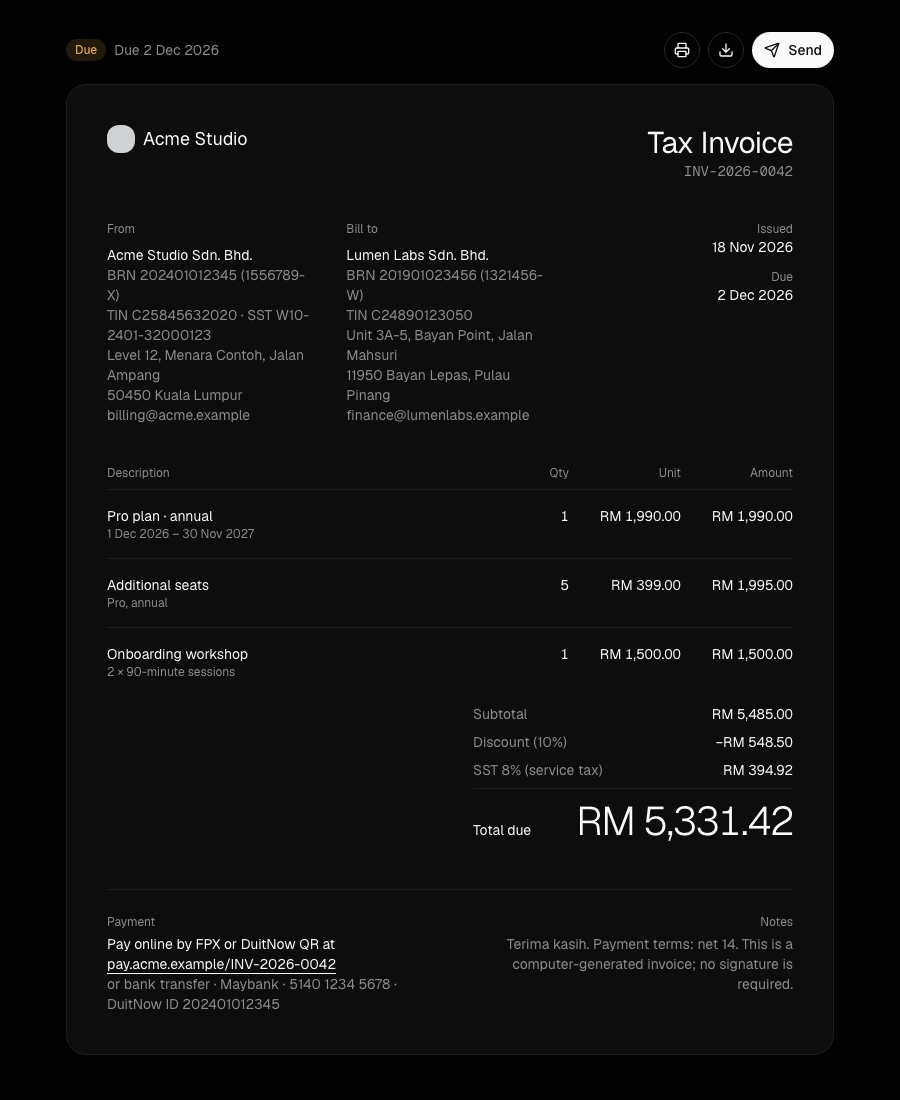 Due Due 2 Dec 2026
Send
Acme Studio
Tax Invoice
INV-2026-0042
From
Acme Studio Sdn. Bhd.
BRN 202401012345 (1556789-
X)
TIN C25845632020 · SST W10-
2401-32000123
Level 12, Menara Contoh, Jalan
Ampang
50450 Kuala Lumpur
billing@acme.example
Bill to
Lumen Labs Sdn. Bhd.
BRN 201901023456 (1321456-
W)
TIN C24890123050
Unit 3A-5, Bayan Point, Jalan
Mahsuri
11950 Bayan Lepas, Pulau
Pinang
finance@lumenlabs.example
Issued
18 Nov 2026
Due
2 Dec 2026
Description Qty Unit Amount
Pro plan · annual 1 RM 1,990.00 RM 1,990.00
1 Dec 2026 – 30 Nov 2027
Additional seats 5 RM 399.00 RM 1,995.00
Pro, annual
Onboarding workshop 1 RM 1,500.00 RM 1,500.00
2 × 90-minute sessions
Subtotal RM 5,485.00
Discount (10%) −RM 548.50
SST 8% (service tax) RM 394.92
Total due RM 5,331.42
Payment
Pay online by FPX or DuitNow QR at
pay.acme.example/INV-2026-0042
or bank transfer · Maybank · 5140 1234 5678 ·
DuitNow ID 202401012345
Notes
Terima kasih. Payment terms: net 14. This is a
computer-generated invoice; no signature is
required.